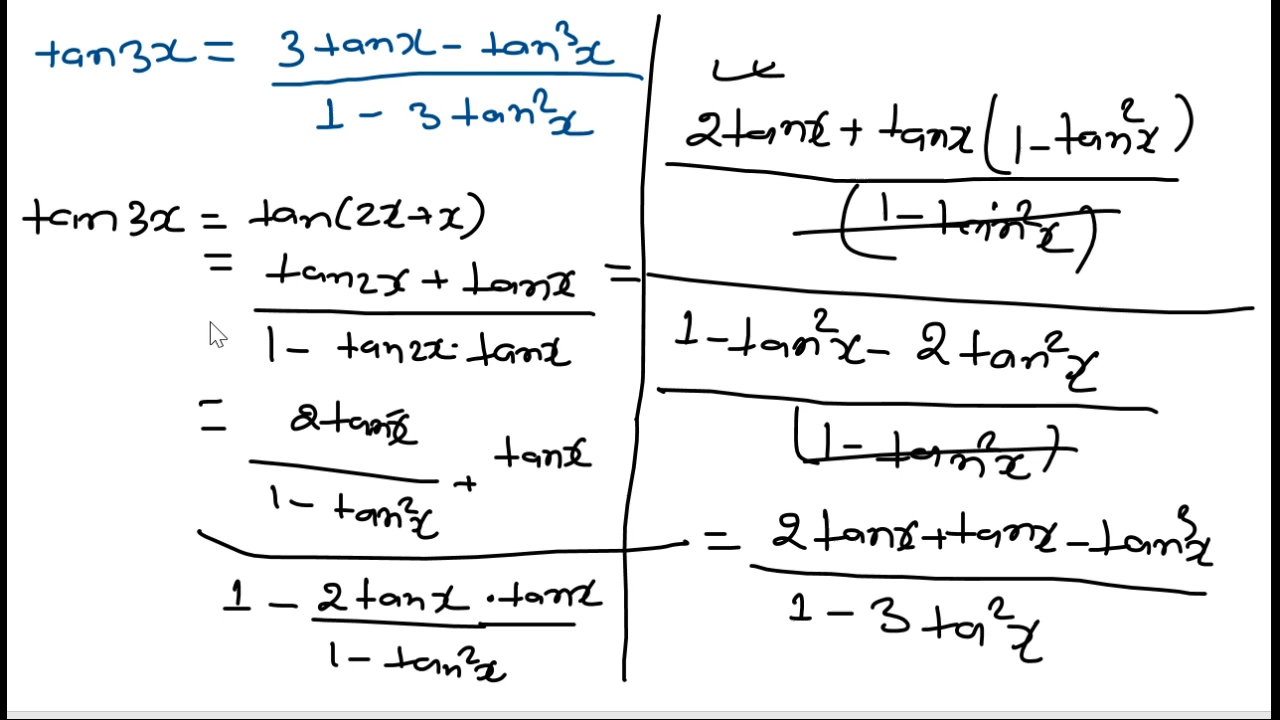 tan3x = 3tanx - tan³x
1 - 3tan²x
tan3x = tan(2x+x)
= tan2x + tanx
1 - tan2x·tanx
= 2tanx
1 - tan²x
+ tanx
1 - 2tanx·tanx
1 - tan²x
=
2tanx + tanx(1-tan²x)
(1-tan²x)
1-tan²x - 2tan²x
(1-tan²x)
= 2tanx+tanx-tan³x
1 - 3ta²x